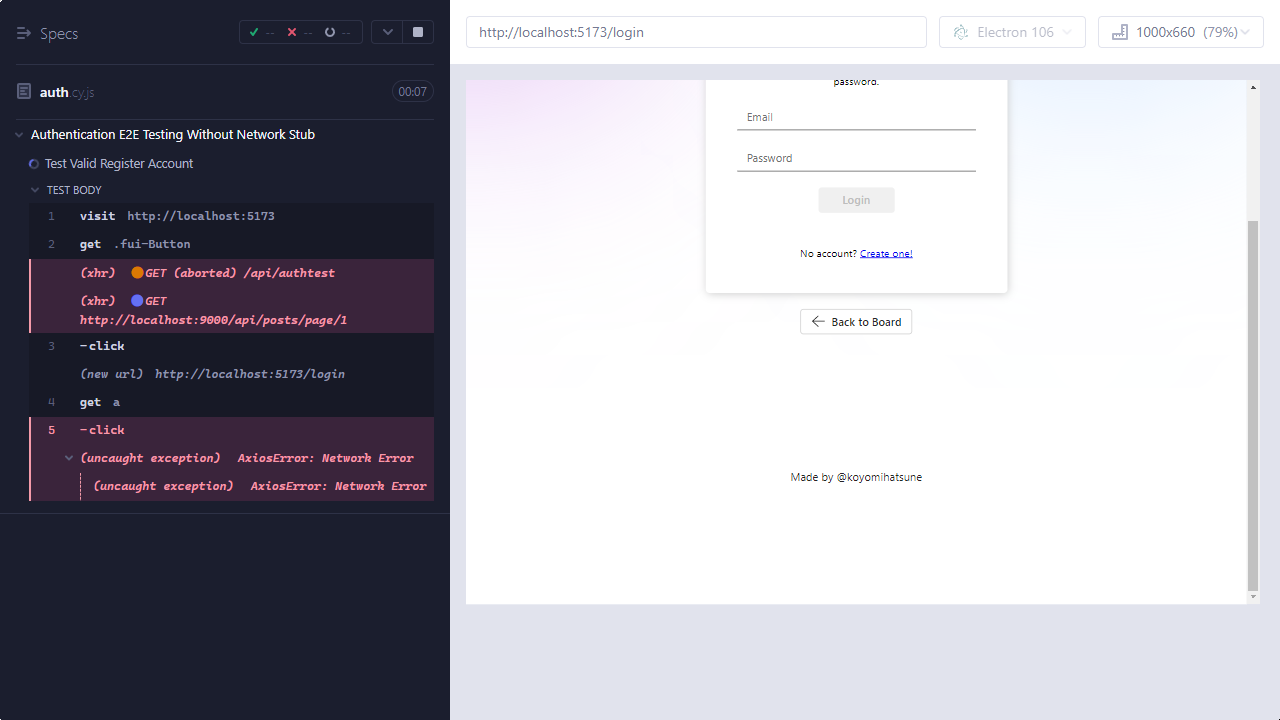 Specs
-- -- --
auth.cy.js
00:07
Authentication E2E Testing Without Network Stub
Test Valid Register Account
TEST BODY
1 visit http://localhost:5173
2 get .fui-Button
(xhr) GET (aborted) /api/authtest
(xhr) GET
http://localhost:9000/api/posts/page/1
3 -click
(new url) http://localhost:5173/login
4 get a
5 -click
(uncaught exception) AxiosError: Network Error
(uncaught exception) AxiosError: Network Error
http://localhost:5173/login
Electron 106
1000x660 (79%)
password.
Email
Password
Login
No account? Create one!
Back to Board
Made by @koyomihatsune